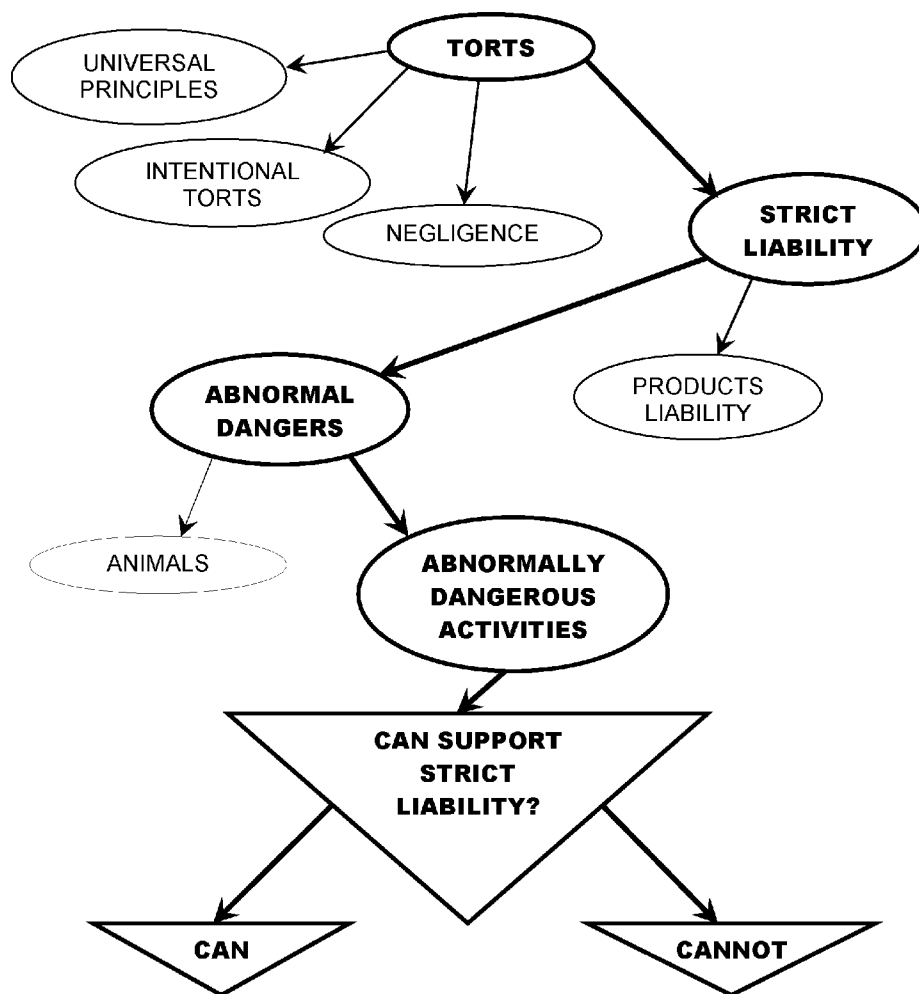 TORTS
UNIVERSAL
PRINCIPLES
INTENTIONAL
TORTS
NEGLIGENCE
STRICT
LIABILITY
PRODUCTS
LIABILITY
ABNORMAL
DANGERS
ANIMALS
ABNORMALLY
DANGEROUS
ACTIVITIES
CAN SUPPORT
STRICT
LIABILITY?
CAN
CANNOT